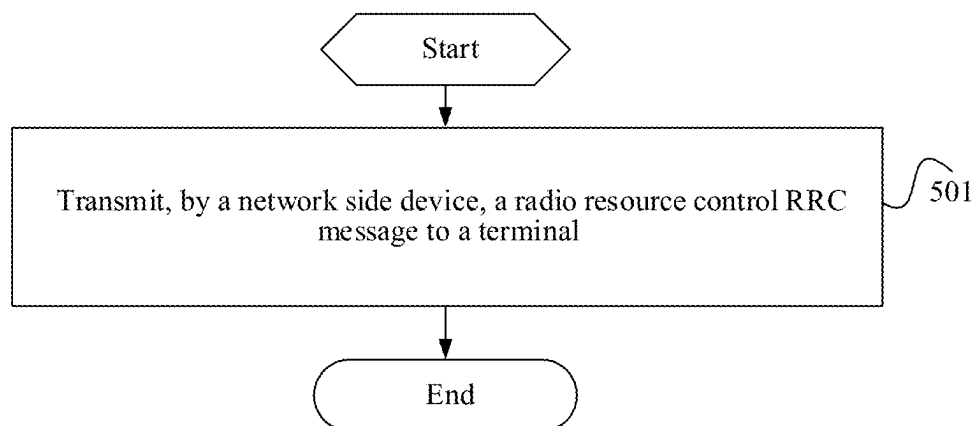 Start
Transmit, by a network side device, a radio resource control RRC
message to a terminal
501
End